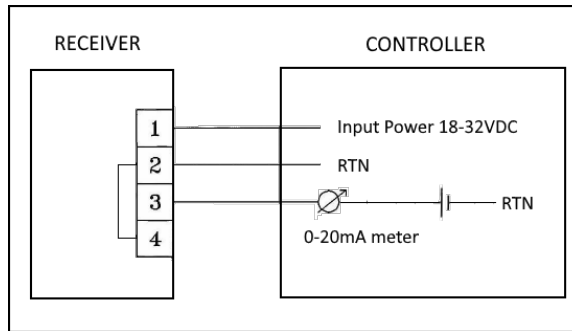 RECEIVER
CONTROLLER
1
Input Power 18-32VDC
2
RTN
3
RTN
4
0-20mA meter